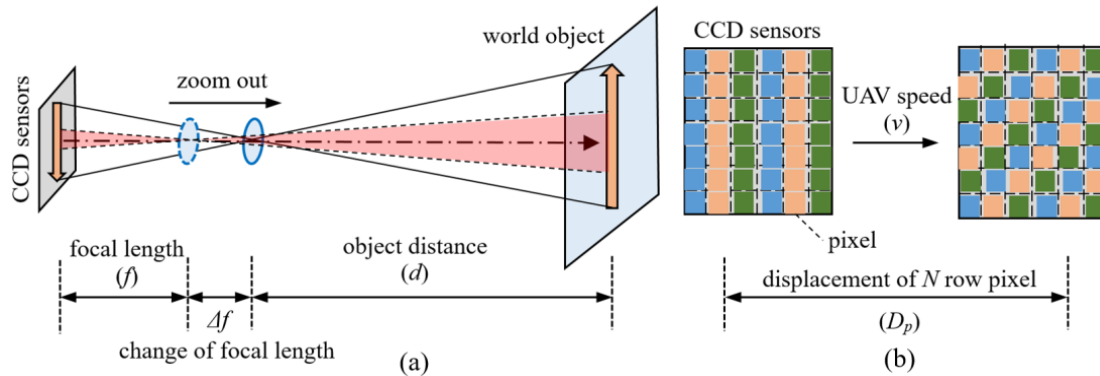 world object
zoom out
CCD sensors
focal length
(f)
Δf
change of focal length
object distance
(d)
(a)
CCD sensors
UAV speed
(v)
pixel
displacement of N row pixel
(Dp)
(b)